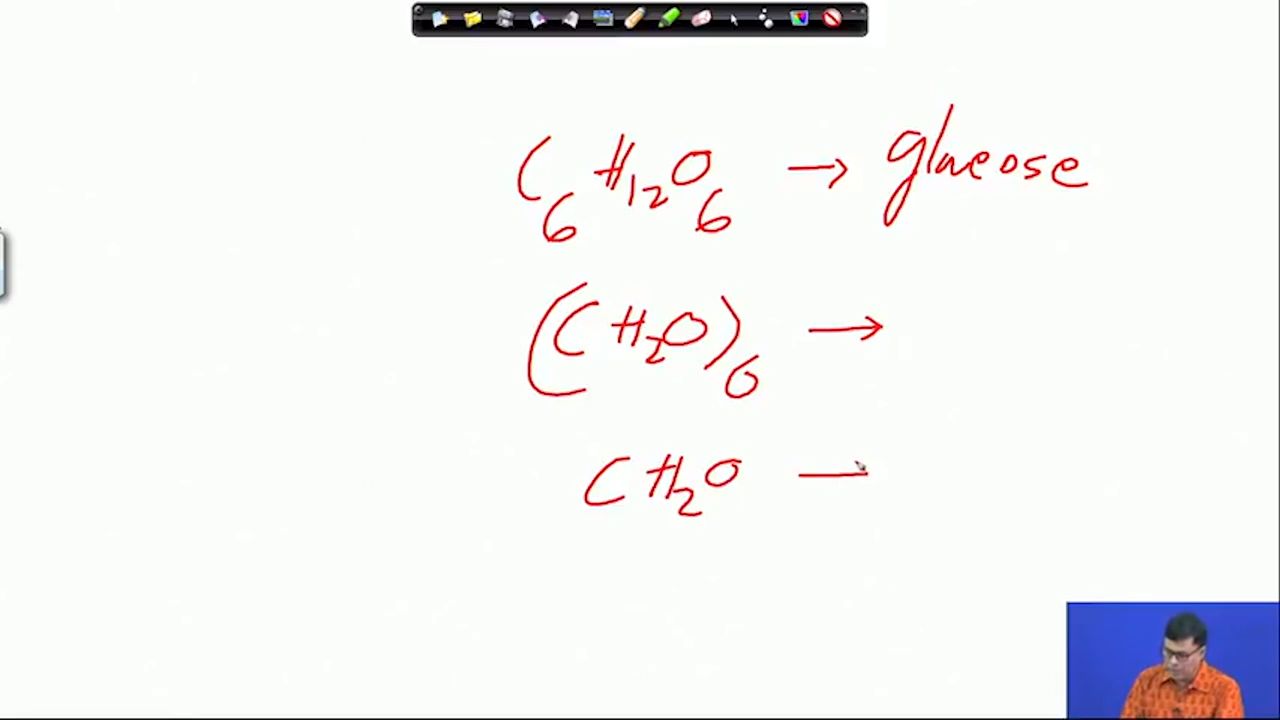 C₆H₁₂O₆ → glucose
(CH₂O)₆ →
CH₂O —